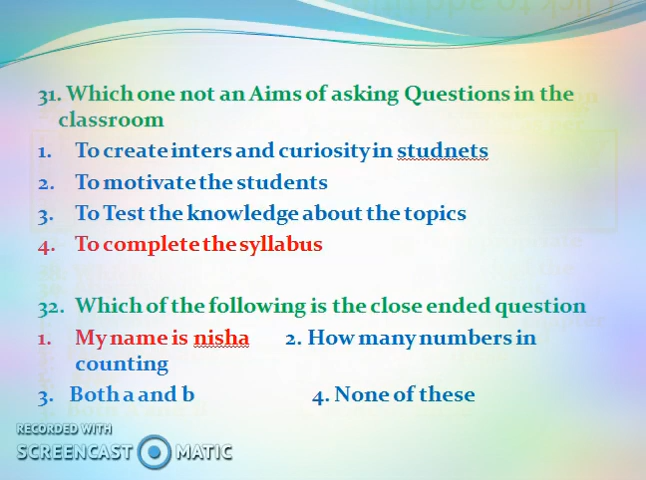 31. Which one not an Aims of asking Questions in the
classroom
1. To create inters and curiosity in studnets
2. To motivate the students
3. To Test the knowledge about the topics
4. To complete the syllabus
32. Which of the following is the close ended question
1. My name is nisha 2. How many numbers in
counting
3. Both a and b 4. None of these
RECORDED WITH
SCREENCAST MATIC